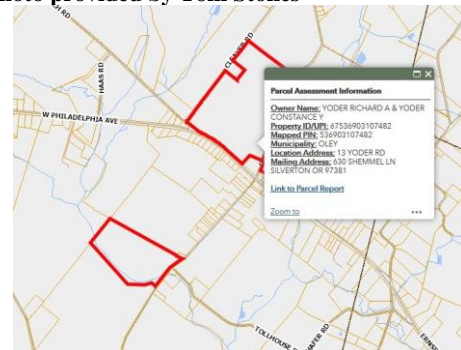 Photo provided by Tom Stokes
CLEAVER RD
HAAS RD
W PHILADELPHIA AVE
Parcel Assessment Information
Owner Name: YODER RICHARD A & YODER
CONSTANCE Y
Property ID/UPI: 67536903107482
Mapped PIN: 536903107482
Municipality: OLEY
Location Address: 13 YODER RD
Mailing Address: 630 SHEMMEL LN
SILVERTON OR 97381
Link to Parcel Report
Zoom to
TOLLHOUSE